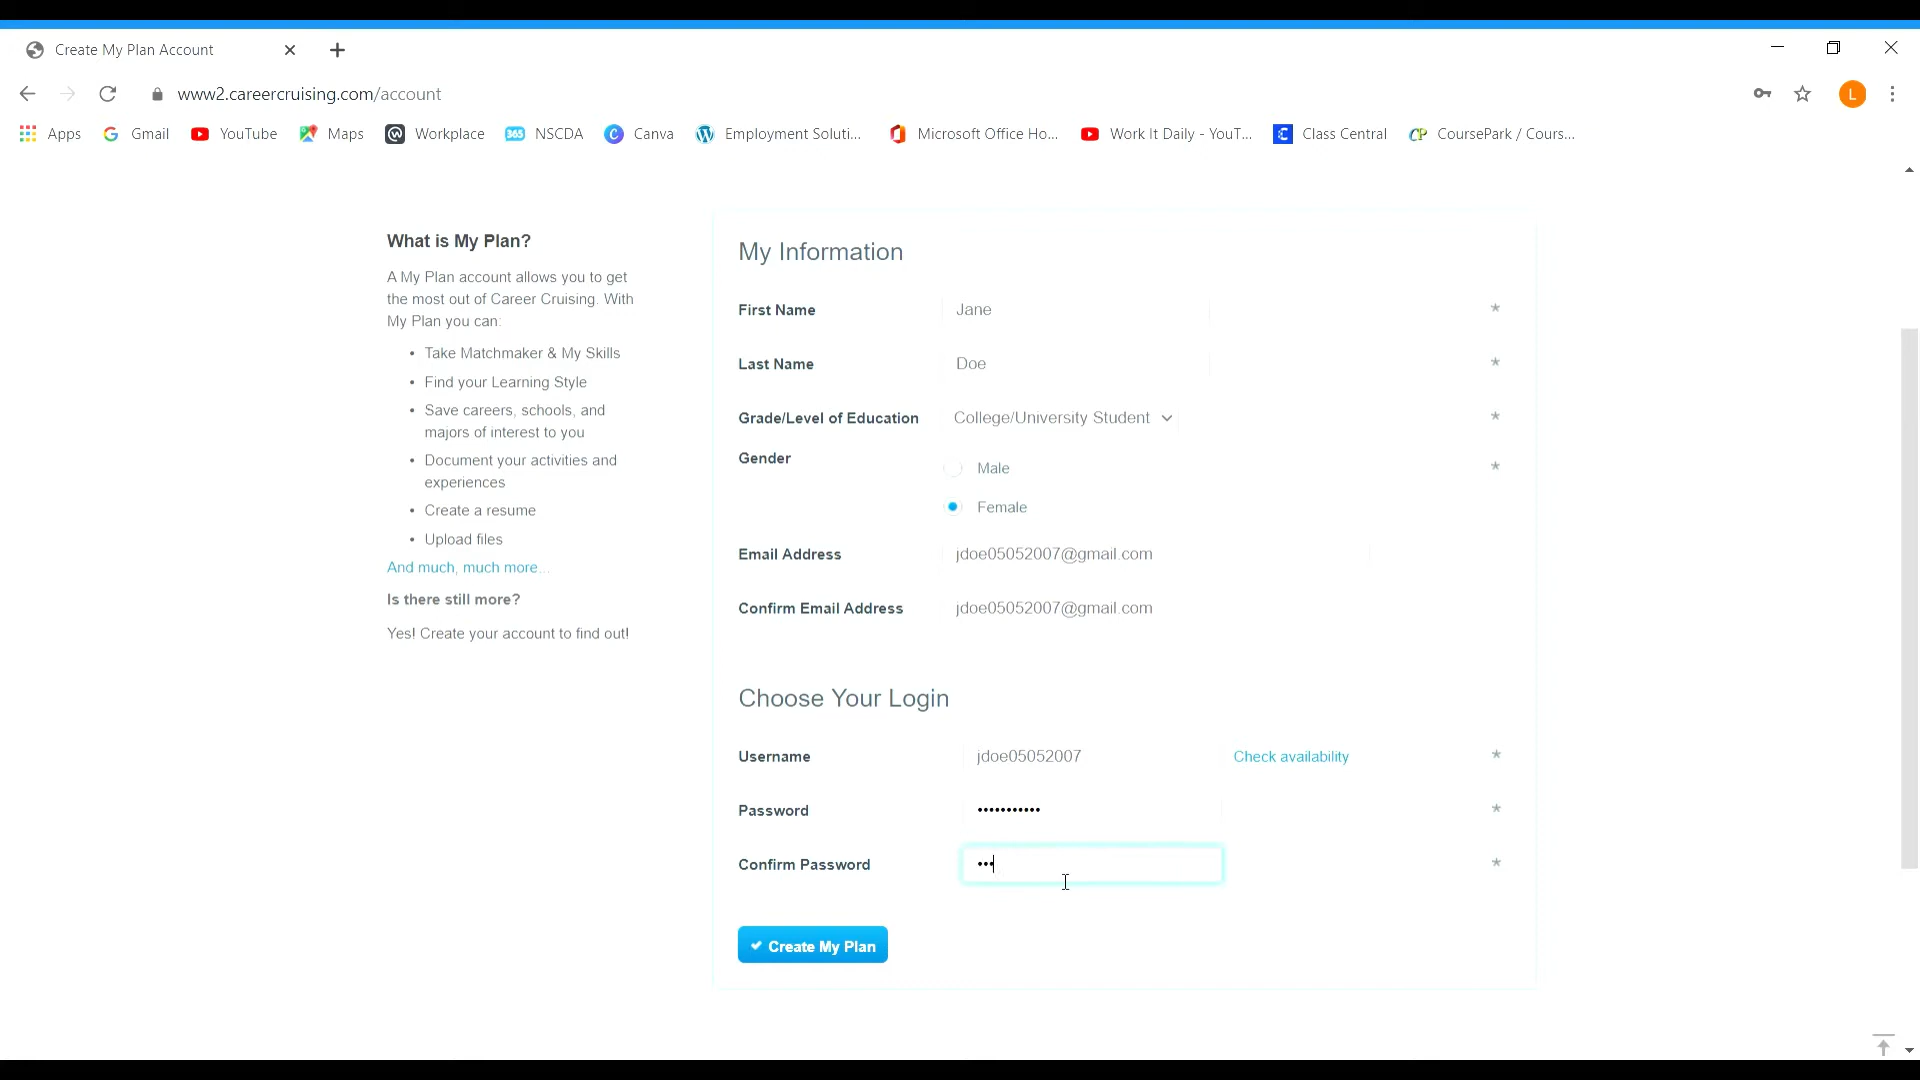 Create My Plan Account
www2.careercruising.com/account
L
Apps
Gmail
YouTube
Maps
Workplace
365
NSCDA
Canva
Employment Soluti...
Microsoft Office Ho...
Work It Daily - YouT...
Class Central
CoursePark / Cours...
What is My Plan?
A My Plan account allows you to get
the most out of Career Cruising. With
My Plan you can:
• Take Matchmaker & My Skills
• Find your Learning Style
• Save careers, schools, and
majors of interest to you
• Document your activities and
experiences
• Create a resume
• Upload files
And much, much more...
Is there still more?
Yes! Create your account to find out!
My Information
First Name Jane *
Last Name Doe *
Grade/Level of Education College/University Student *
Gender Male *
Female
Email Address jdoe05052007@gmail.com
Confirm Email Address jdoe05052007@gmail.com
Choose Your Login
Username jdoe05052007 Check availability *
Password ••••••••••• *
Confirm Password ••• *
Create My Plan